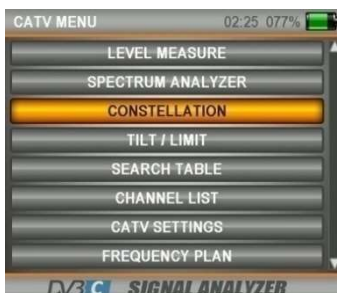 CATV MENU 02:25 077%
LEVEL MEASURE
SPECTRUM ANALYZER
CONSTELLATION
TILT / LIMIT
SEARCH TABLE
CHANNEL LIST
CATV SETTINGS
FREQUENCY PLAN
DVB C SIGNAL ANALYZER